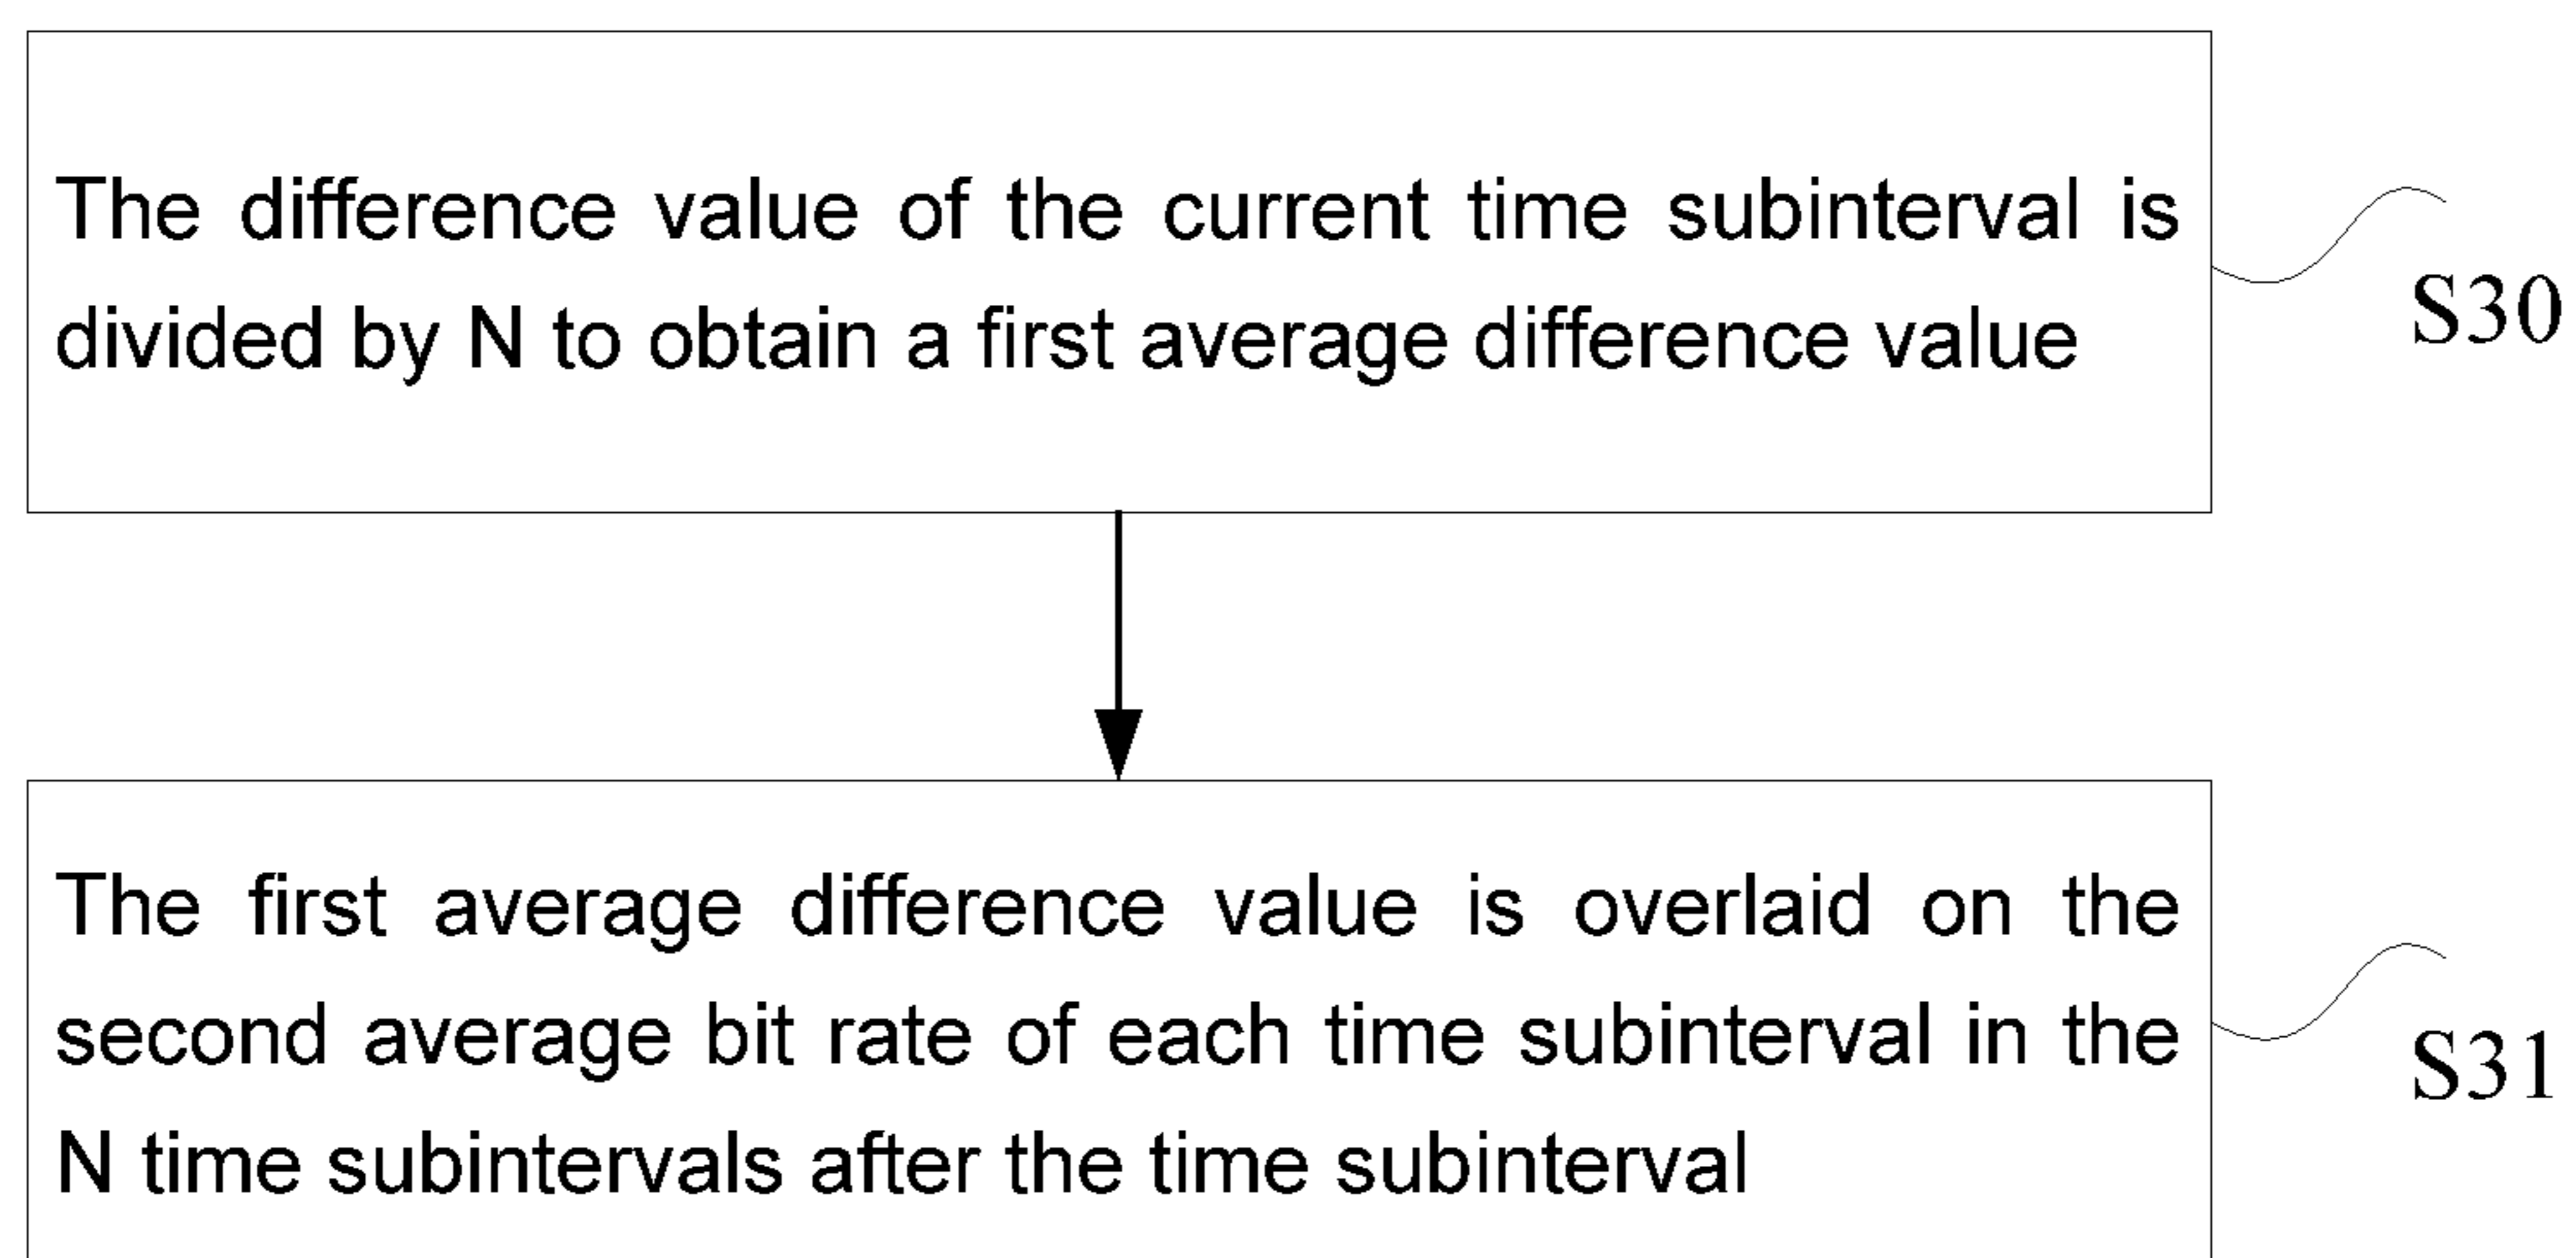 The difference value of the current time subinterval is
divided by N to obtain a first average difference value
S30
The first average difference value is overlaid on the
second average bit rate of each time subinterval in the
N time subintervals after the time subinterval
S31